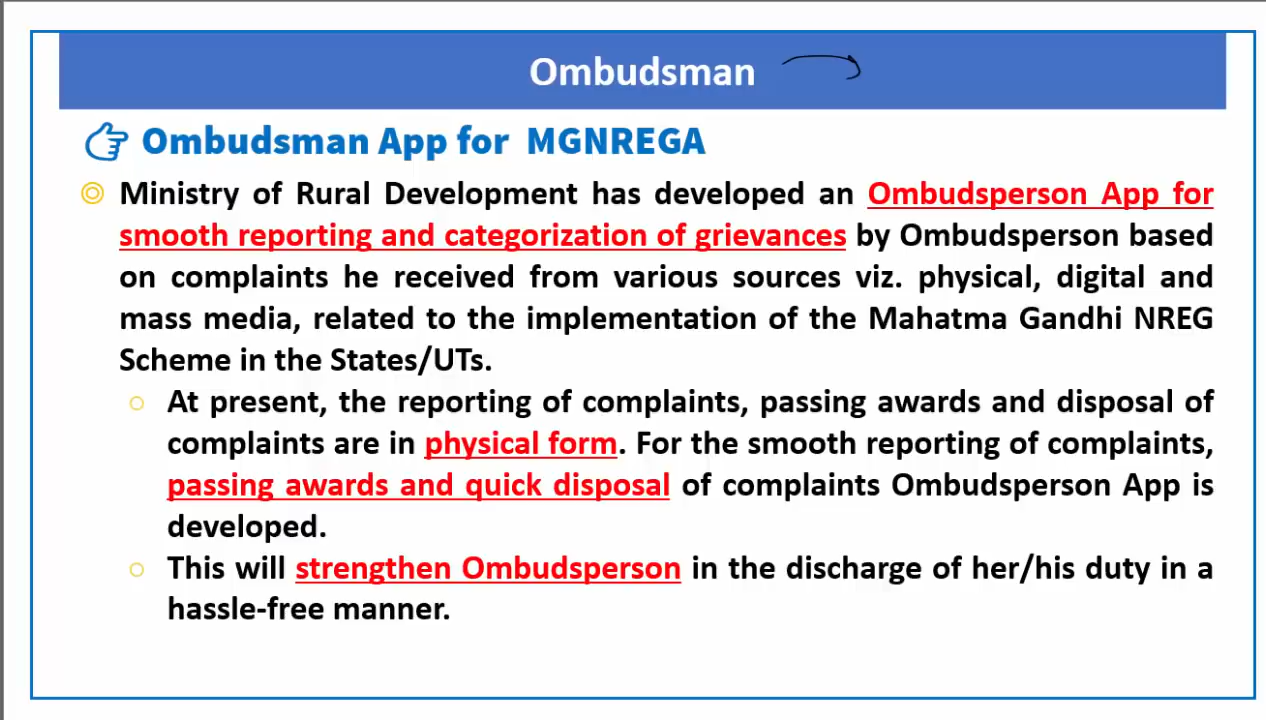 Ombudsman
Ombudsman App for MGNREGA
Ministry of Rural Development has developed an Ombudsperson App for
smooth reporting and categorization of grievances by Ombudsperson based
on complaints he received from various sources viz. physical, digital and
mass media, related to the implementation of the Mahatma Gandhi NREG
Scheme in the States/UTs.
At present, the reporting of complaints, passing awards and disposal of
complaints are in physical form. For the smooth reporting of complaints,
passing awards and quick disposal of complaints Ombudsperson App is
developed.
This will strengthen Ombudsperson in the discharge of her/his duty in a
hassle-free manner.